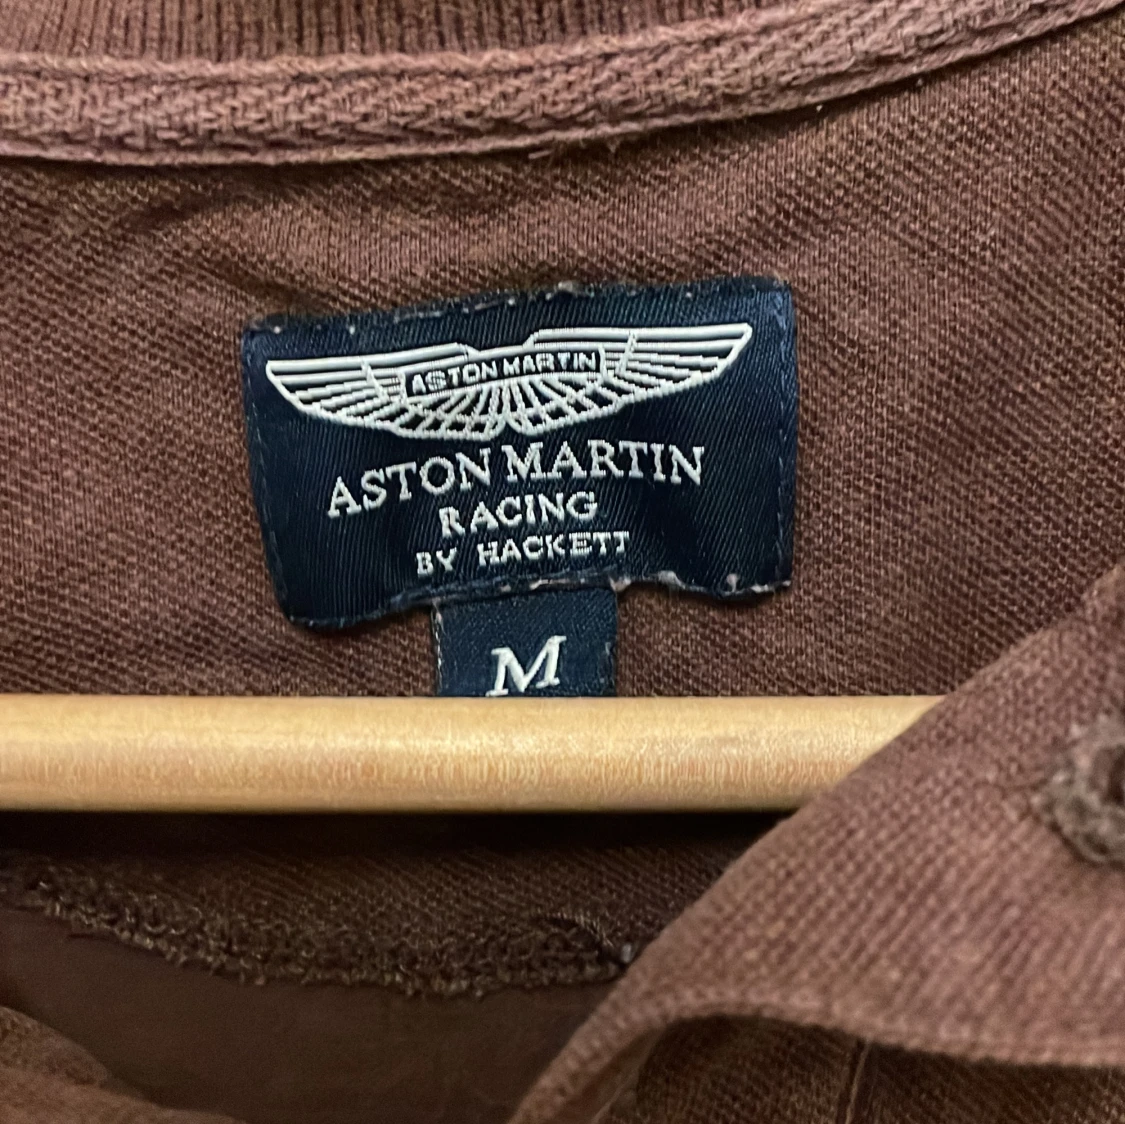 ASTON MARTIN
ASTON MARTIN
RACING
BY HACKETT
M